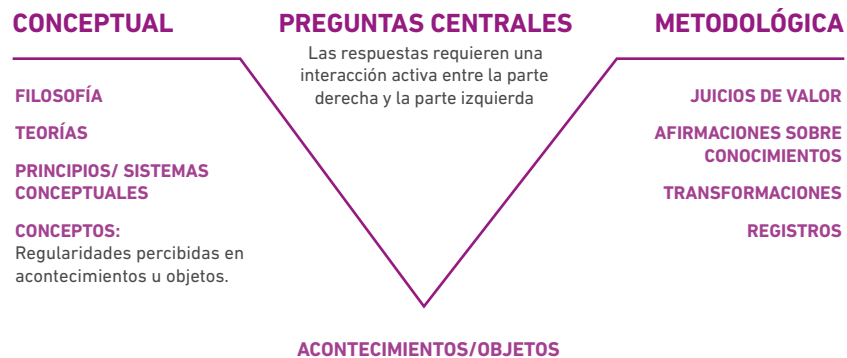 CONCEPTUAL
FILOSOFÍA
TEORÍAS
PRINCIPIOS/ SISTEMAS
CONCEPTUALES
CONCEPTOS:
Regularidades percibidas en
acontecimientos u objetos.
PREGUNTAS CENTRALES
Las respuestas requieren una
interacción activa entre la parte
derecha y la parte izquierda
METODOLÓGICA
JUICIOS DE VALOR
AFIRMACIONES SOBRE
CONOCIMIENTOS
TRANSFORMACIONES
REGISTROS
ACONTECIMIENTOS/OBJETOS